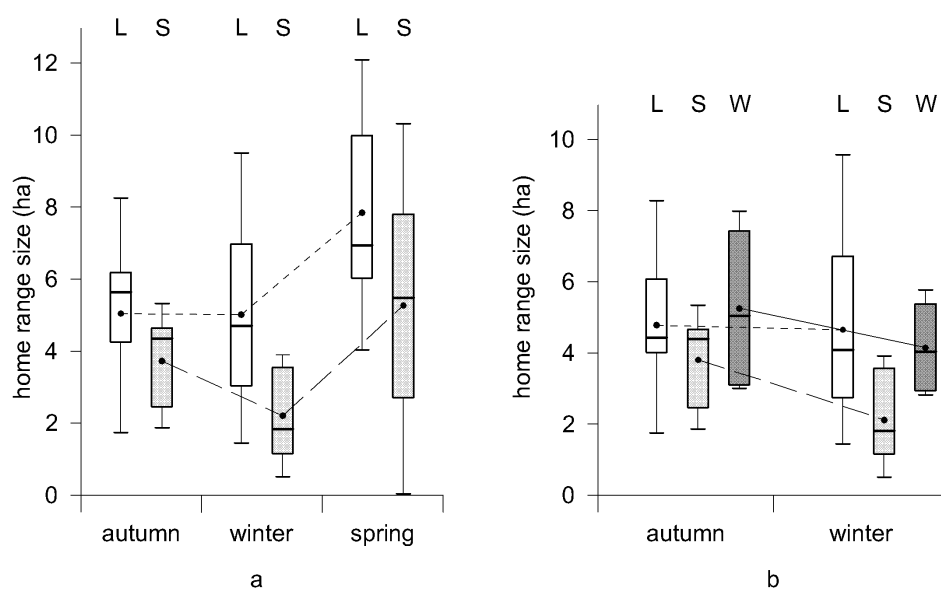 L S L S L S
home range size (ha)
12
10
8
6
4
2
0
autumn winter spring
a
L S W L S W
home range size (ha)
10
8
6
4
2
0
autumn winter
b